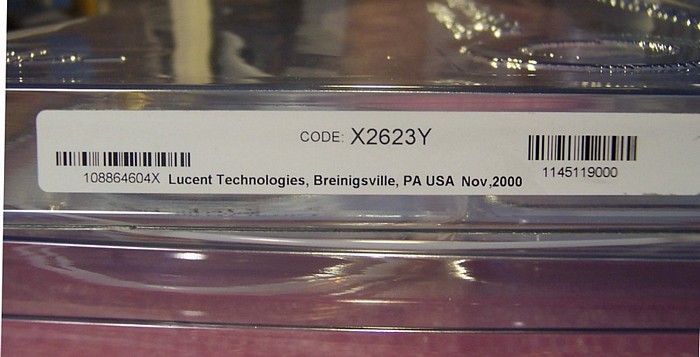 CODE: X2623Y
108864604X Lucent Technologies, Breinigsville, PA USA Nov,2000
1145119000